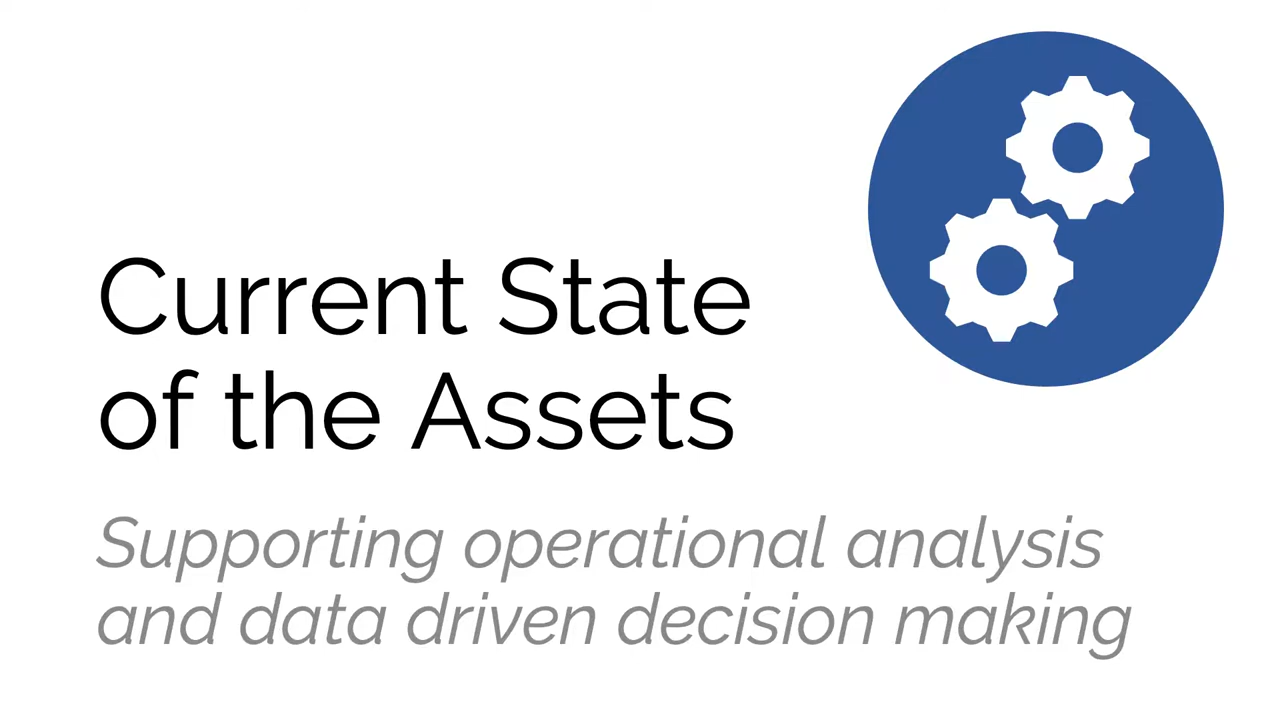 Current State
of the Assets
Supporting operational analysis
and data driven decision making